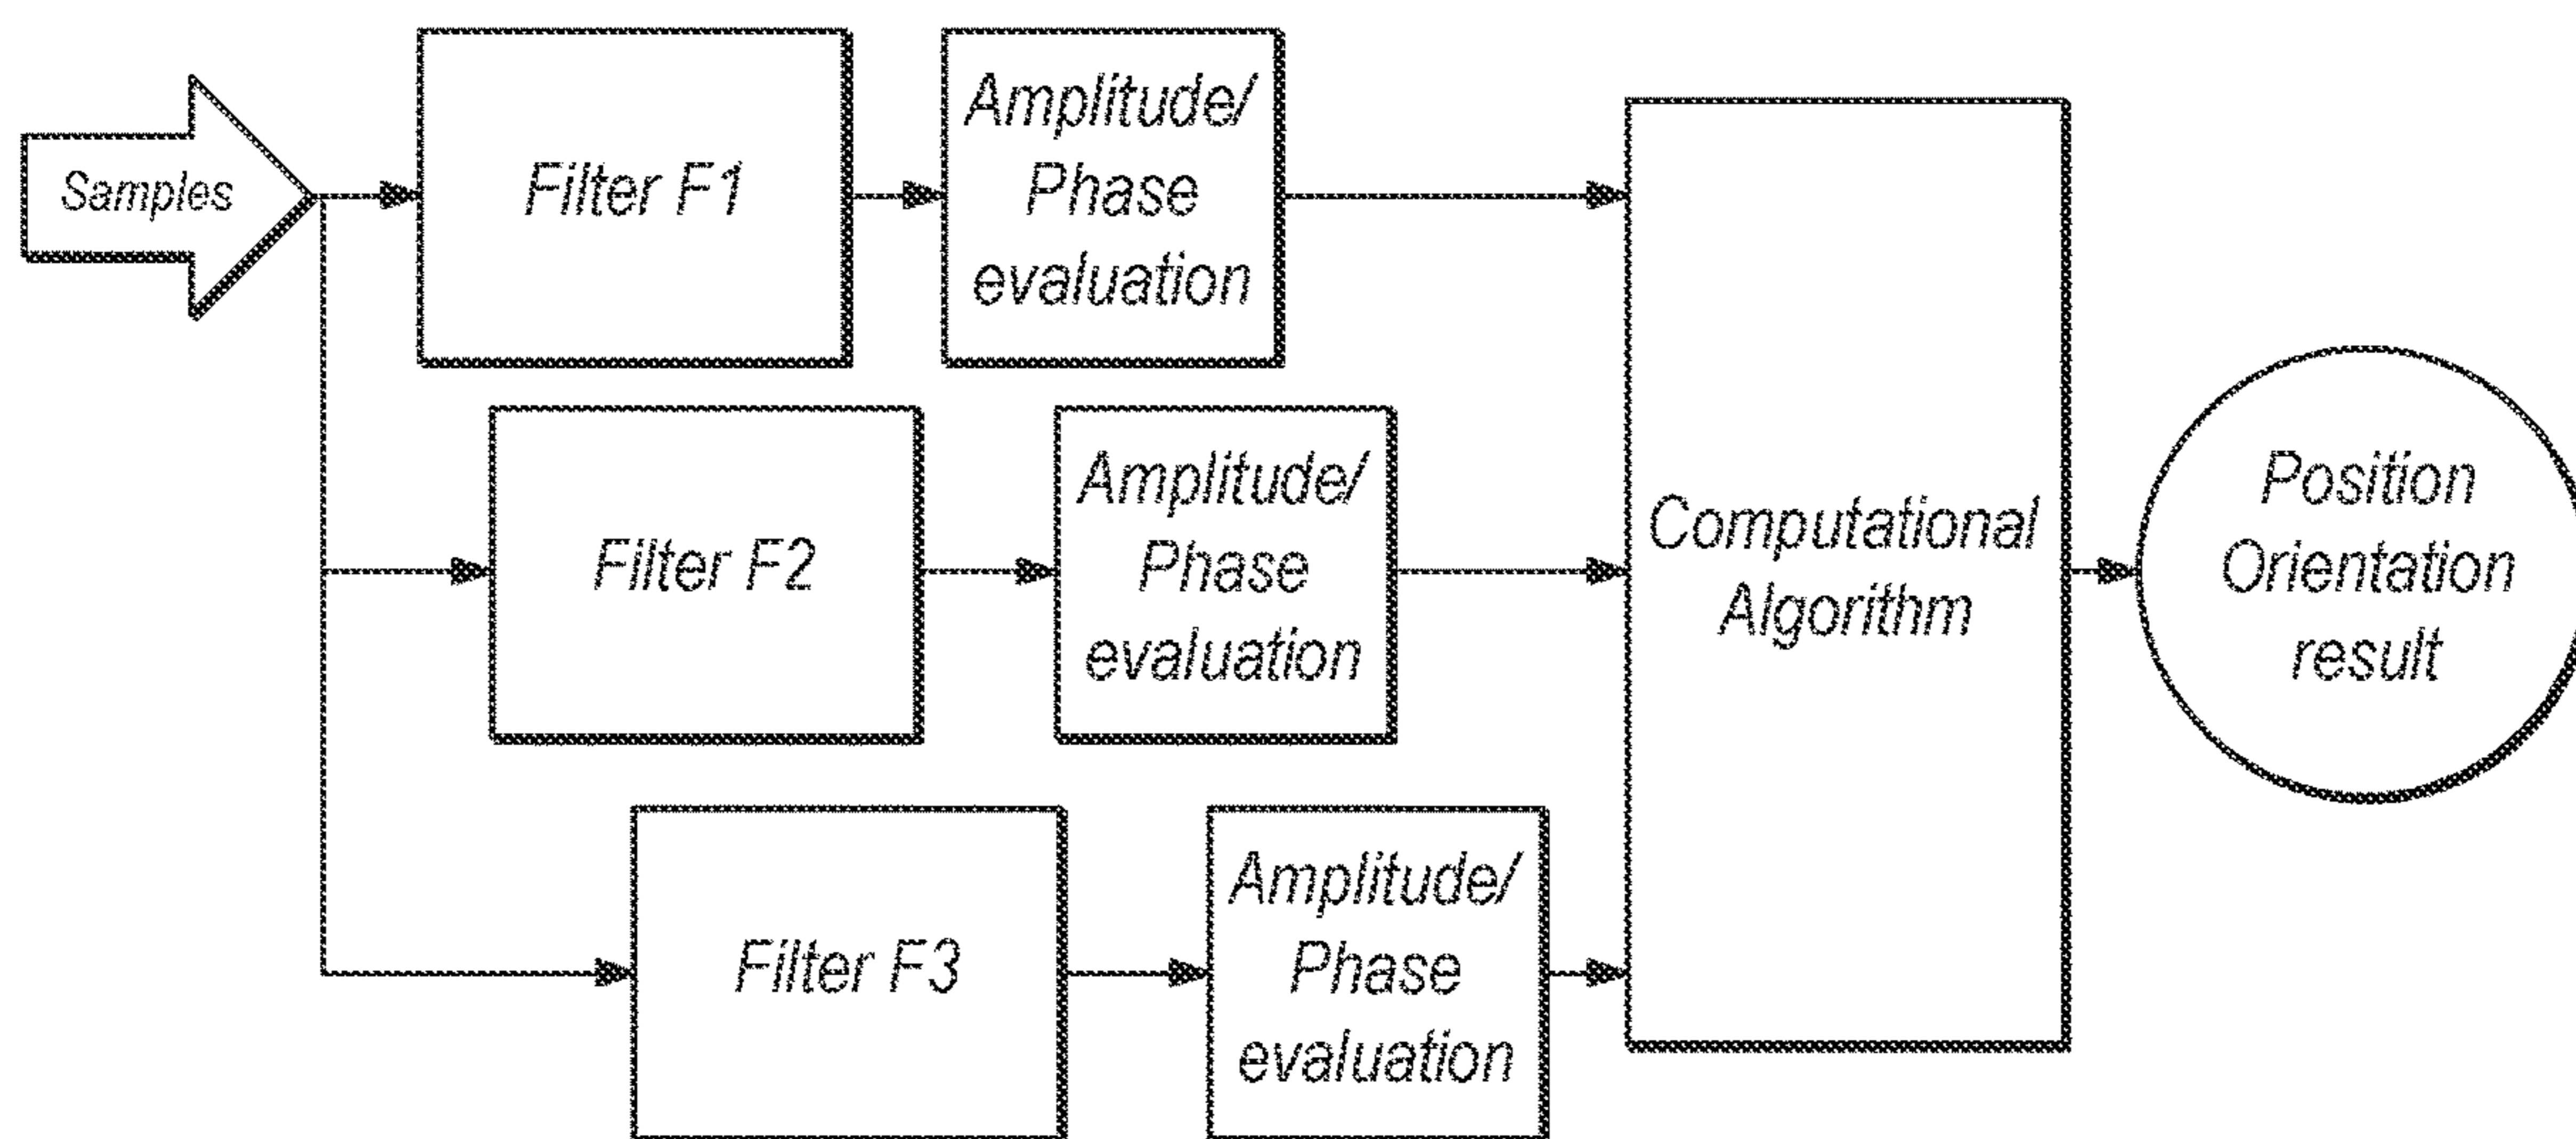 Samples
Filter F1
Amplitude/
Phase
evaluation
Filter F2
Amplitude/
Phase
evaluation
Filter F3
Amplitude/
Phase
evaluation
Computational
Algorithm
Position
Orientation
result